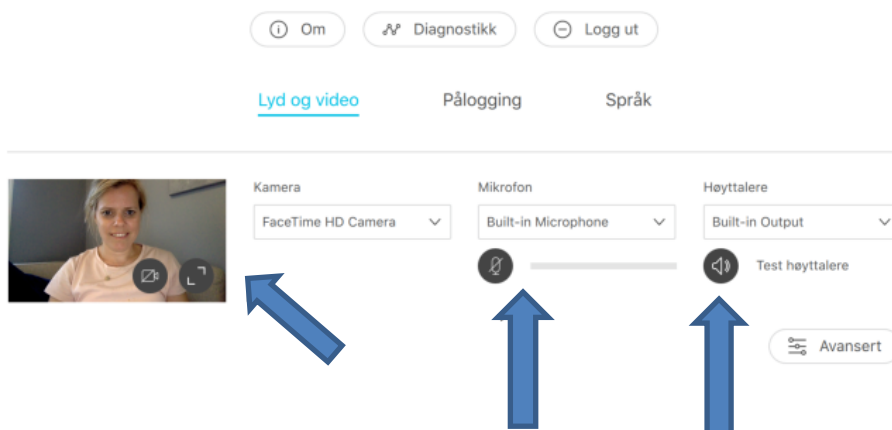 Om Diagnostikk Logg ut
Lyd og video Pålogging Språk
Kamera Mikrofon Høyttalere
FaceTime HD Camera Built-in Microphone Built-in Output
Test høyttalere
Avansert